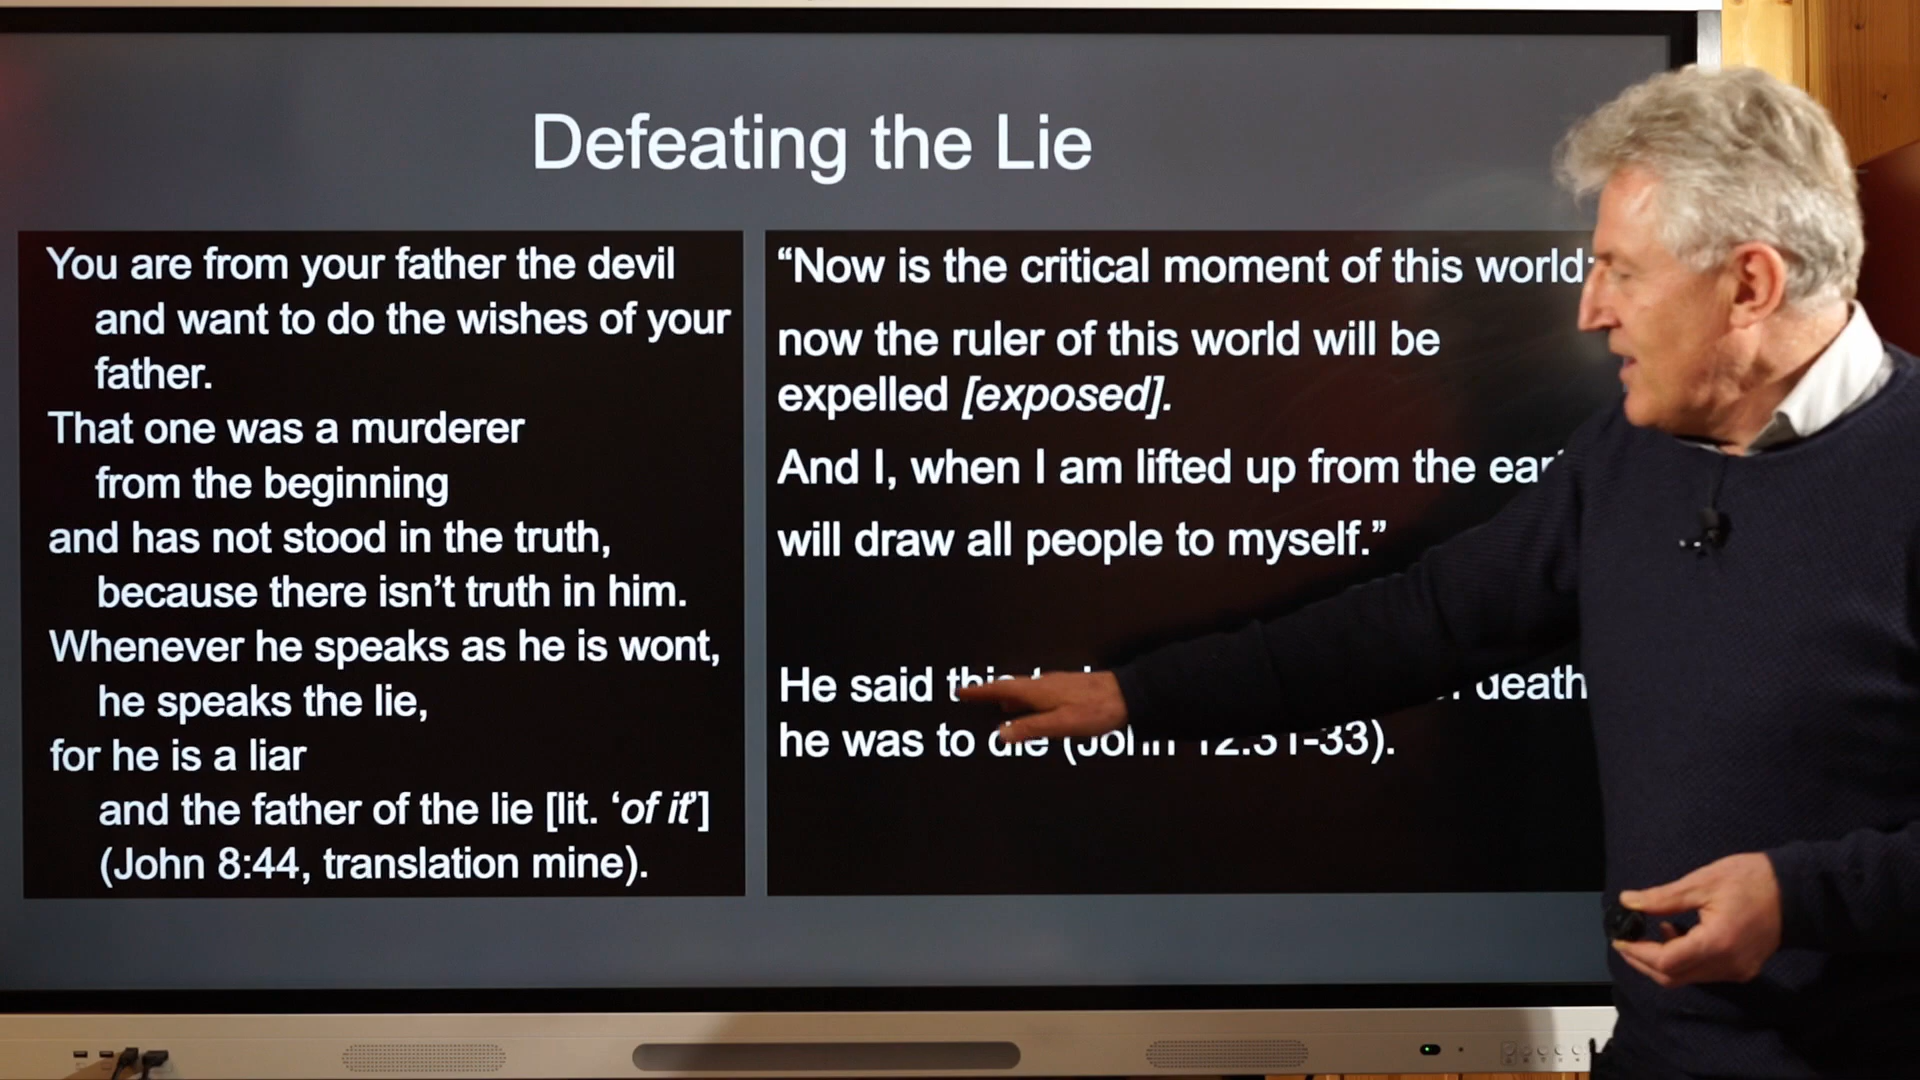 Defeating the Lie
You are from your father the devil
and want to do the wishes of your
father.
That one was a murderer
from the beginning
and has not stood in the truth,
because there isn’t truth in him.
Whenever he speaks as he is wont,
he speaks the lie,
for he is a liar
and the father of the lie [lit. ‘of it’]
(John 8:44, translation mine).
“Now is the critical moment of this world;
now the ruler of this world will be
expelled [exposed].
And I, when I am lifted up from the
will draw all people to myself.”
He said this death
he was to die (John 12.31-33).